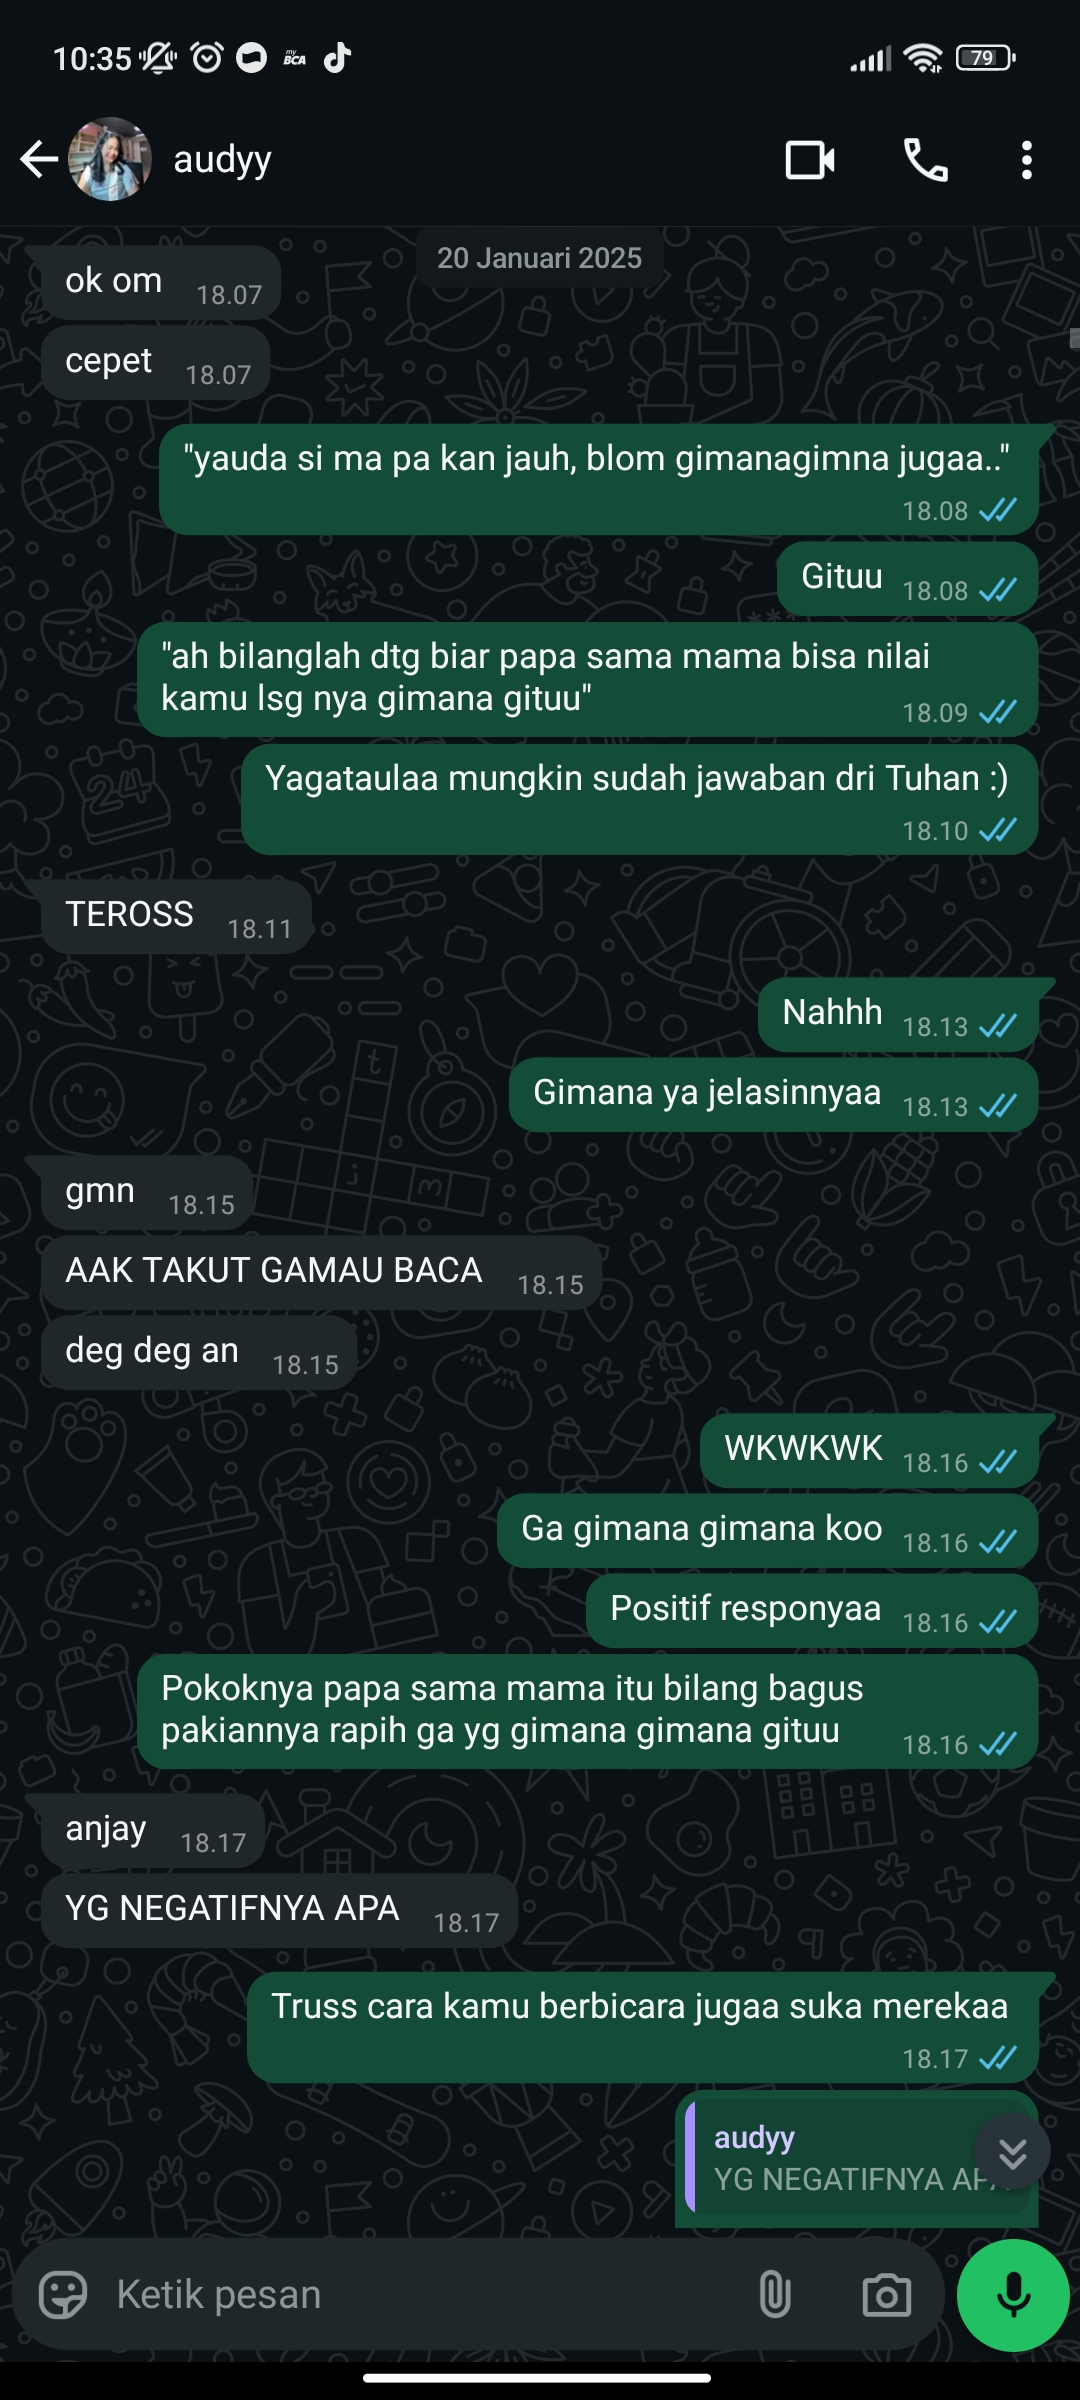 10:35 my BCA 79
audyy
20 Januari 2025
ok om 18.07
cepet 18.07
"yauda si ma pa kan jauh, blom gimanagimna jugaa.."
18.08
Gituu 18.08
"ah bilanglah dtg biar papa sama mama bisa nilai
kamu lsg nya gimana gituu" 18.09
Yagataulaa mungkin sudah jawaban dri Tuhan :)
18.10
TEROSS 18.11
Nahhh 18.13
Gimana ya jelasinnyaa 18.13
gmn 18.15
AAK TAKUT GAMAU BACA 18.15
deg deg an 18.15
WKWKWK 18.16
Ga gimana gimana koo 18.16
Positif responyaa 18.16
Pokoknya papa sama mama itu bilang bagus
pakiannya rapih ga yg gimana gimana gituu 18.16
anjay 18.17
YG NEGATIFNYA APA 18.17
Truss cara kamu berbicara jugaa suka merekaa
18.17
audyy
YG NEGATIFNYA
Ketik pesan